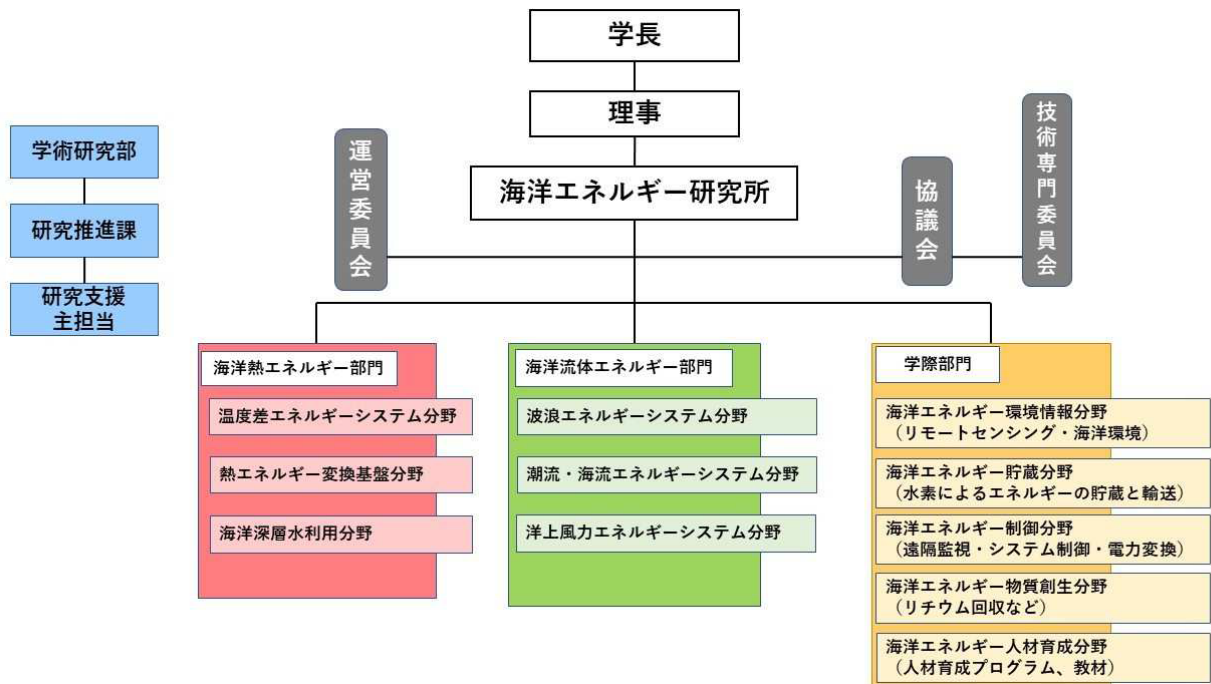 学長
理事
海洋エネルギー研究所
運営委員会
協議会
技術専門委員会
学術研究部
研究推進課
研究支援
主担当
海洋熱エネルギー部門
温度差エネルギーシステム分野
熱エネルギー変換基盤分野
海洋深層水利用分野
海洋流体エネルギー部門
波浪エネルギーシステム分野
潮流・海流エネルギーシステム分野
洋上風力エネルギーシステム分野
学際部門
海洋エネルギー環境情報分野
（リモートセンシング・海洋環境）
海洋エネルギー貯蔵分野
（水素によるエネルギーの貯蔵と輸送）
海洋エネルギー制御分野
（遠隔監視・システム制御・電力変換）
海洋エネルギー物質創生分野
（リチウム回収など）
海洋エネルギー人材育成分野
（人材育成プログラム、教材）